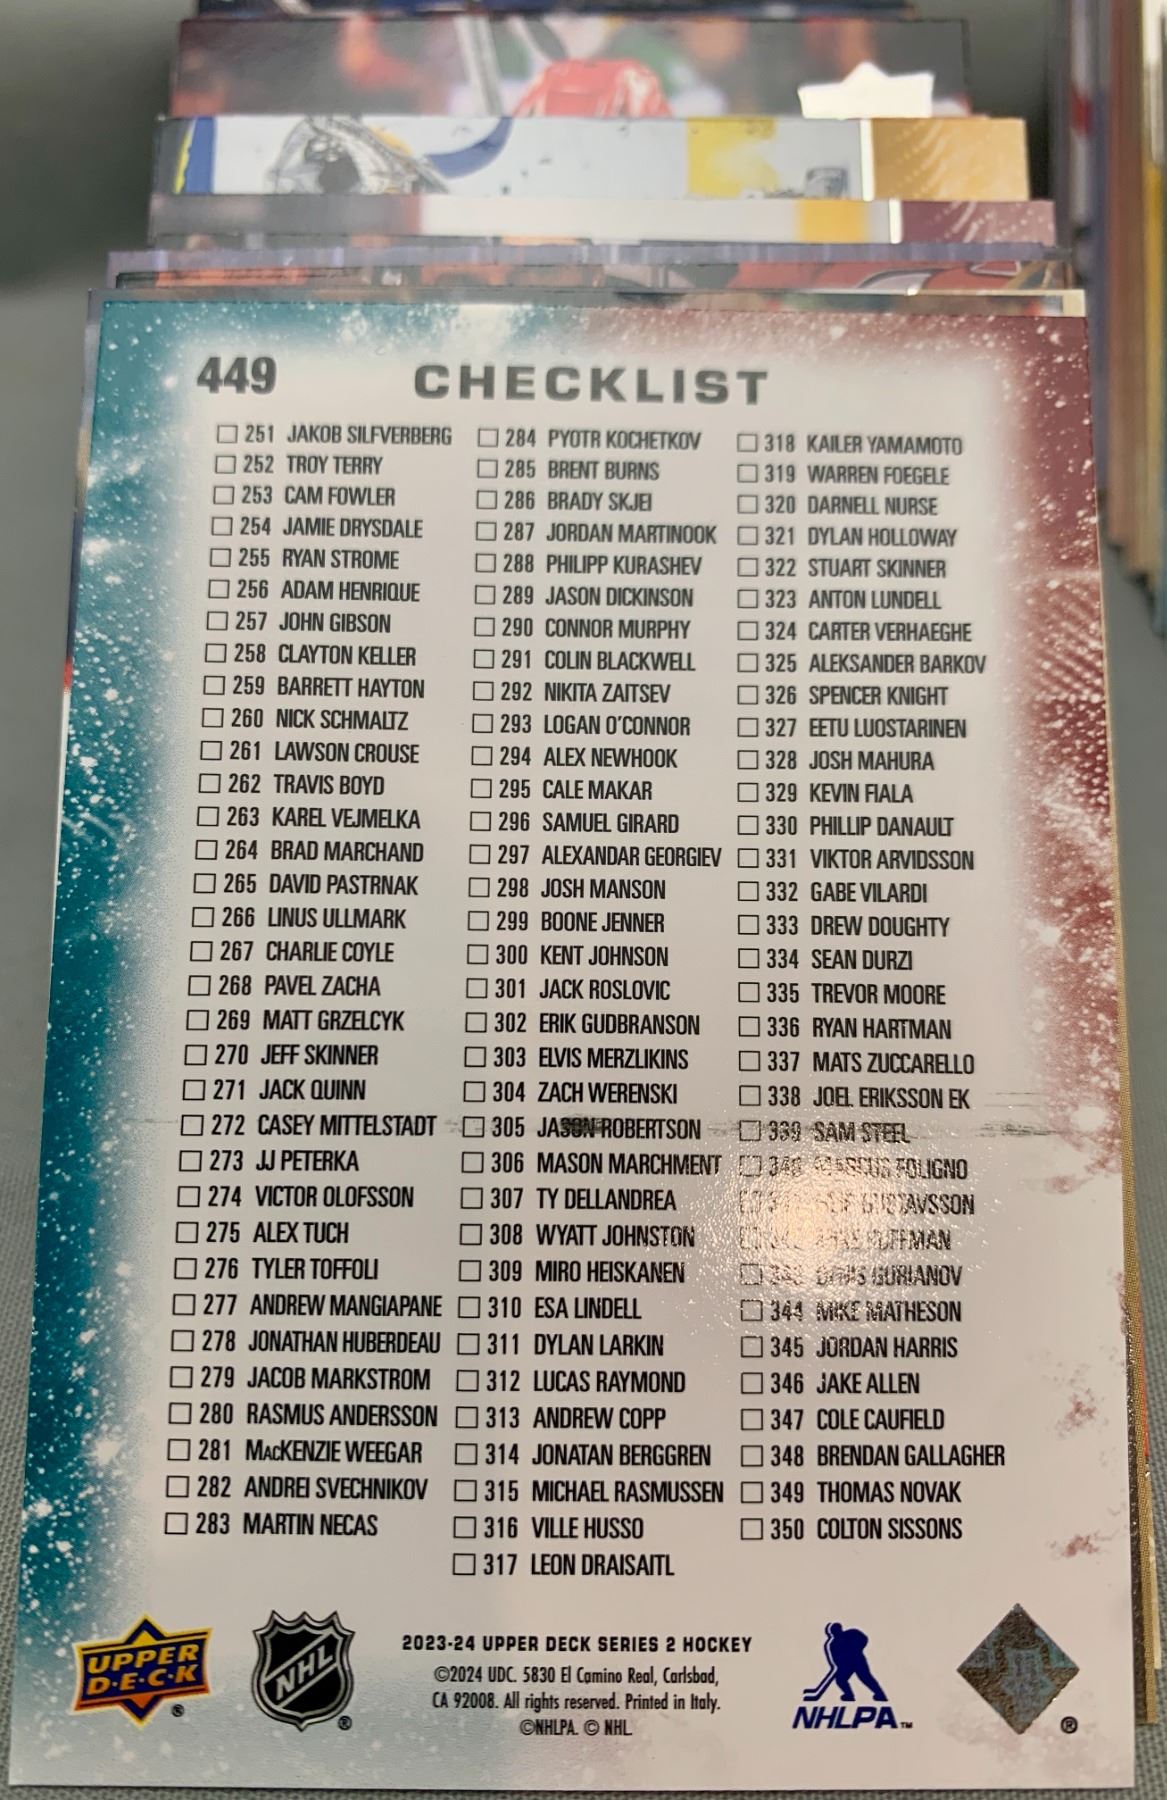 449 CHECKLIST
251 JAKOB SILFVERBERG
252 TROY TERRY
253 CAM FOWLER
254 JAMIE DRYSDALE
255 RYAN STROME
256 ADAM HENRIQUE
257 JOHN GIBSON
258 CLAYTON KELLER
259 BARRETT HAYTON
260 NICK SCHMALTZ
261 LAWSON CROUSE
262 TRAVIS BOYD
263 KAREL VEJMELKA
264 BRAD MARCHAND
265 DAVID PASTRNAK
266 LINUS ULLMARK
267 CHARLIE COYLE
268 PAVEL ZACHA
269 MATT GRZELCYK
270 JEFF SKINNER
271 JACK QUINN
272 CASEY MITTELSTADT
273 JJ PETERKA
274 VICTOR OLOFSSON
275 ALEX TUCH
276 TYLER TOFFOLI
277 ANDREW MANGIAPANE
278 JONATHAN HUBERDEAU
279 JACOB MARKSTROM
280 RASMUS ANDERSSON
281 MACKENZIE WEEGAR
282 ANDREI SVECHNIKOV
283 MARTIN NECAS
284 PYOTR KOCHETKOV
285 BRENT BURNS
286 BRADY SKJEI
287 JORDAN MARTINOOK
288 PHILIPP KURASHEV
289 JASON DICKINSON
290 CONNOR MURPHY
291 COLIN BLACKWELL
292 NIKITA ZAITSEV
293 LOGAN O'CONNOR
294 ALEX NEWHOOK
295 CALE MAKAR
296 SAMUEL GIRARD
297 ALEXANDAR GEORGIEV
298 JOSH MANSON
299 BOONE JENNER
300 KENT JOHNSON
301 JACK ROSLOVIC
302 ERIK GUDBRANSON
303 ELVIS MERZLIKINS
304 ZACH WERENSKI
305 JASON ROBERTSON
306 MASON MARCHMENT
307 TY DELLANDREA
308 WYATT JOHNSTON
309 MIRO HEISKANEN
310 ESA LINDELL
311 DYLAN LARKIN
312 LUCAS RAYMOND
313 ANDREW COPP
314 JONATAN BERGGREN
315 MICHAEL RASMUSSEN
316 VILLE HUSSO
317 LEON DRAISAITL
318 KAILER YAMAMOTO
319 WARREN FOEGELE
320 DARNELL NURSE
321 DYLAN HOLLOWAY
322 STUART SKINNER
323 ANTON LUNDELL
324 CARTER VERHAEGHE
325 ALEKSANDER BARKOV
326 SPENCER KNIGHT
327 EETU LUOSTARINEN
328 JOSH MAHURA
329 KEVIN FIALA
330 PHILLIP DANAULT
331 VIKTOR ARVIDSSON
332 GABE VILARDI
333 DREW DOUGHTY
334 SEAN DURZI
335 TREVOR MOORE
336 RYAN HARTMAN
337 MATS ZUCCARELLO
338 JOEL ERIKSSON EK
339 SAM STEEL
340 MARCUS FOLIGNO
GUSTAVSSON
HOFFMAN
343 DENIS GURIANOV
344 MIKE MATHESON
345 JORDAN HARRIS
346 JAKE ALLEN
347 COLE CAUFIELD
348 BRENDAN GALLAGHER
349 THOMAS NOVAK
350 COLTON SISSONS
UPPER
D·E·C·K ®
NHL ®
2023-24 UPPER DECK SERIES 2 HOCKEY
©2024 UDC. 5830 El Camino Real, Carlsbad,
CA 92008. All rights reserved. Printed in Italy.
©NHLPA. © NHL
NHLPA™
®